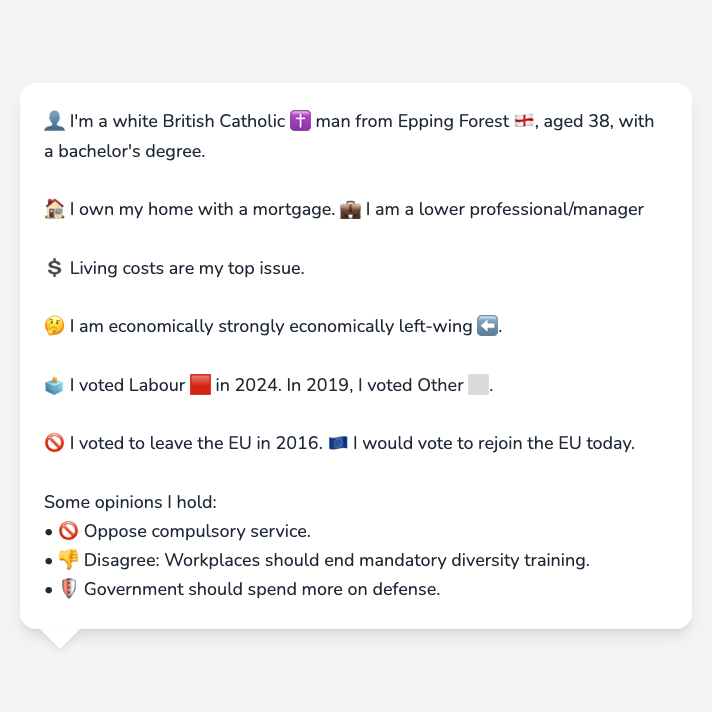 👤 I'm a white British Catholic ✝️ man from Epping Forest 🏴󠁧󠁢󠁥󠁮󠁧󠁿, aged 38, with
a bachelor's degree.
🏠 I own my home with a mortgage. 💼 I am a lower professional/manager
💲 Living costs are my top issue.
🤔 I am economically strongly economically left-wing ⬅️.
🗳️ I voted Labour 🟥 in 2024. In 2019, I voted Other ⬜.
🚫 I voted to leave the EU in 2016. 🇪🇺 I would vote to rejoin the EU today.
Some opinions I hold:
• 🚫 Oppose compulsory service.
• 👎 Disagree: Workplaces should end mandatory diversity training.
• 🛡️ Government should spend more on defense.